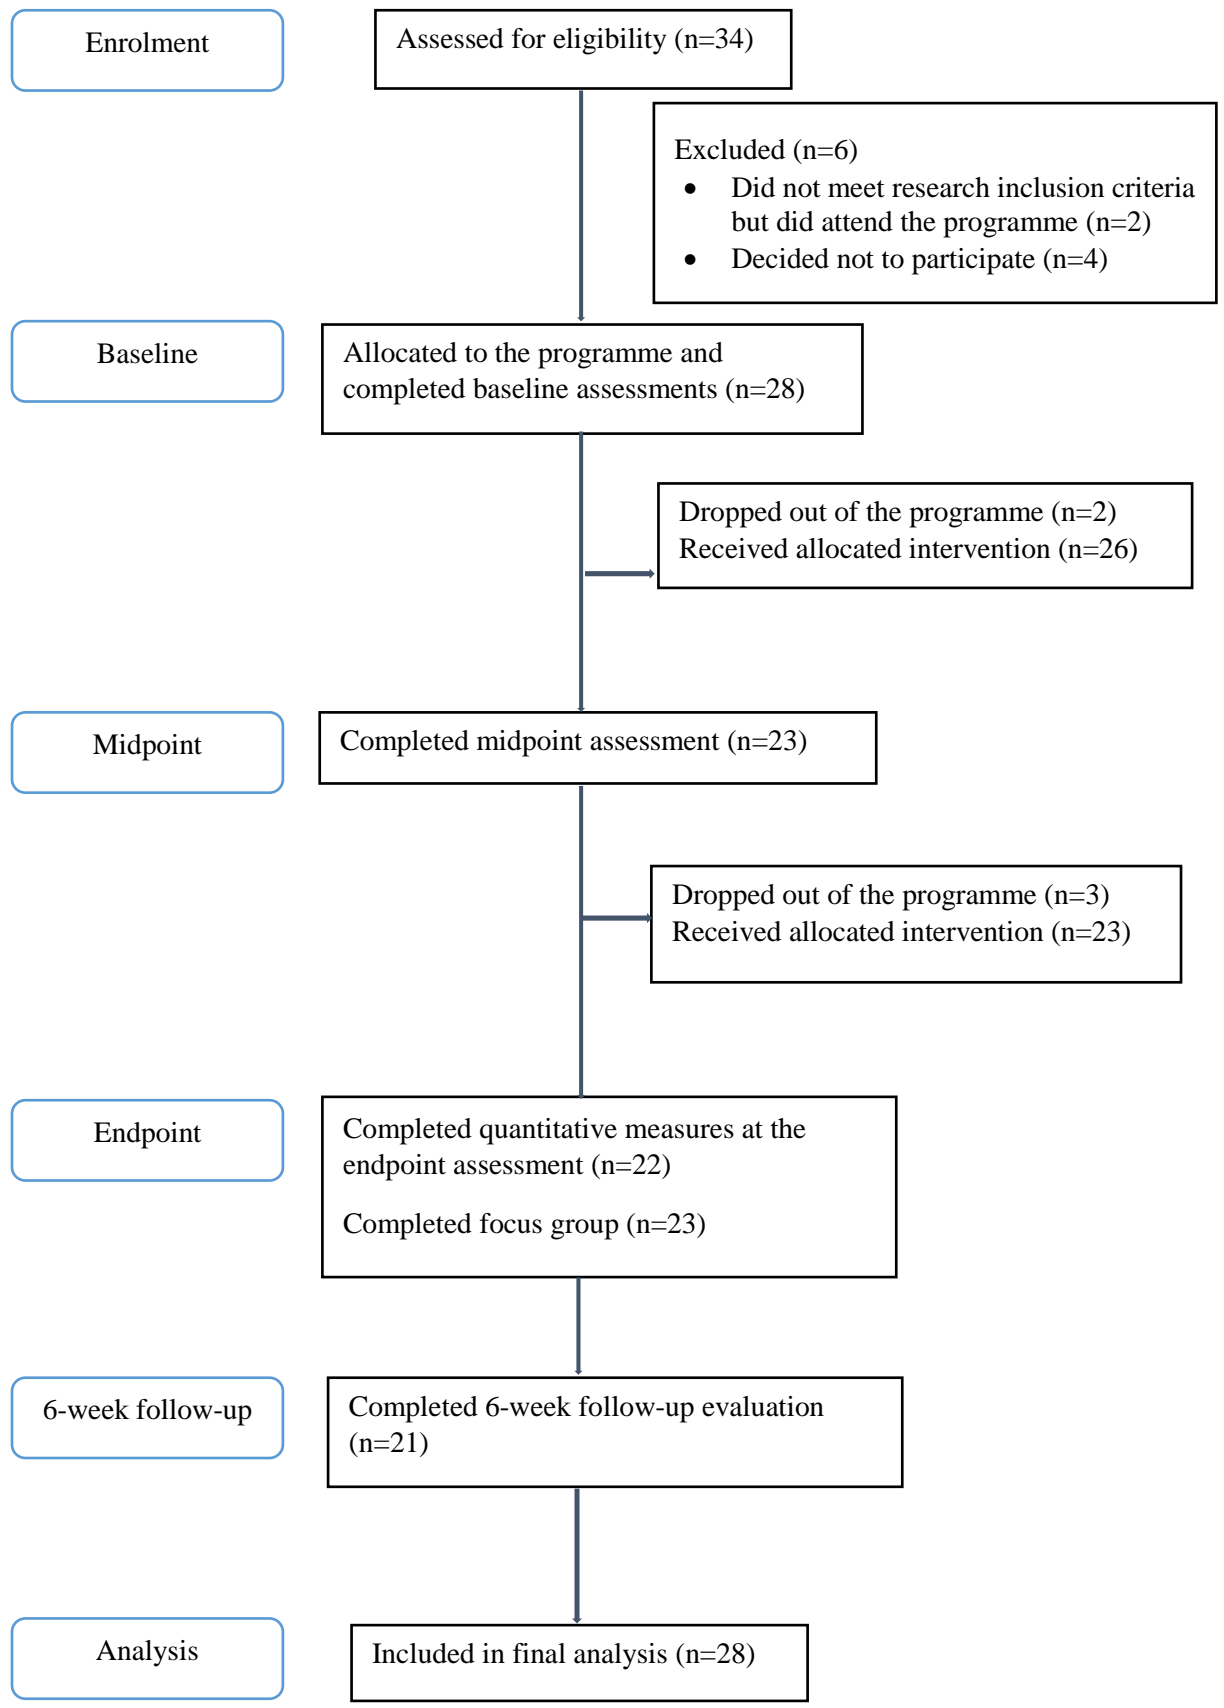 Enrolment
Assessed for eligibility (n=34)
Excluded (n=6)
• Did not meet research inclusion criteria
but did attend the programme (n=2)
• Decided not to participate (n=4)
Baseline
Allocated to the programme and
completed baseline assessments (n=28)
Dropped out of the programme (n=2)
Received allocated intervention (n=26)
Midpoint
Completed midpoint assessment (n=23)
Dropped out of the programme (n=3)
Received allocated intervention (n=23)
Endpoint
Completed quantitative measures at the
endpoint assessment (n=22)
Completed focus group (n=23)
6-week follow-up
Completed 6-week follow-up evaluation
(n=21)
Analysis
Included in final analysis (n=28)